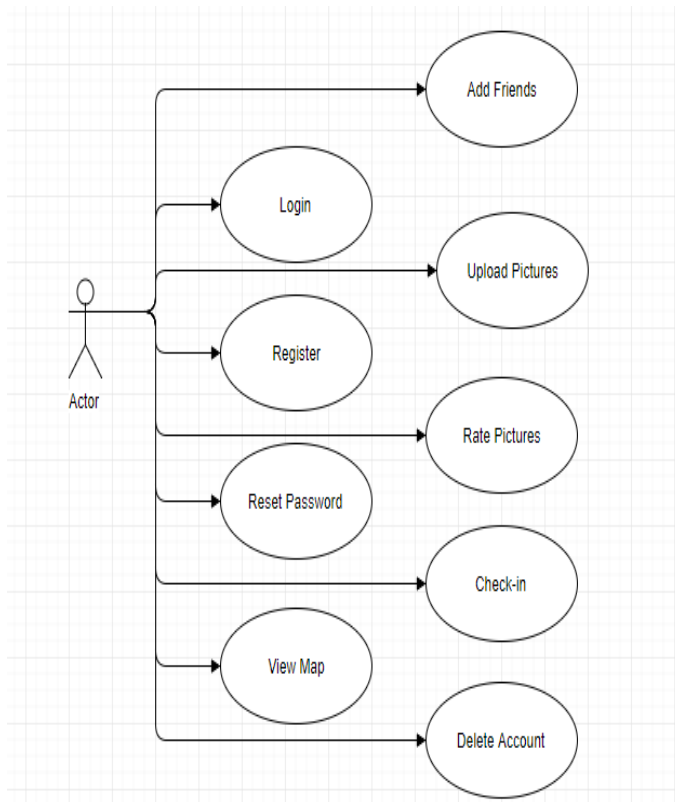 Add Friends
Login
Upload Pictures
Register
Actor
Rate Pictures
Reset Password
Check-in
View Map
Delete Account